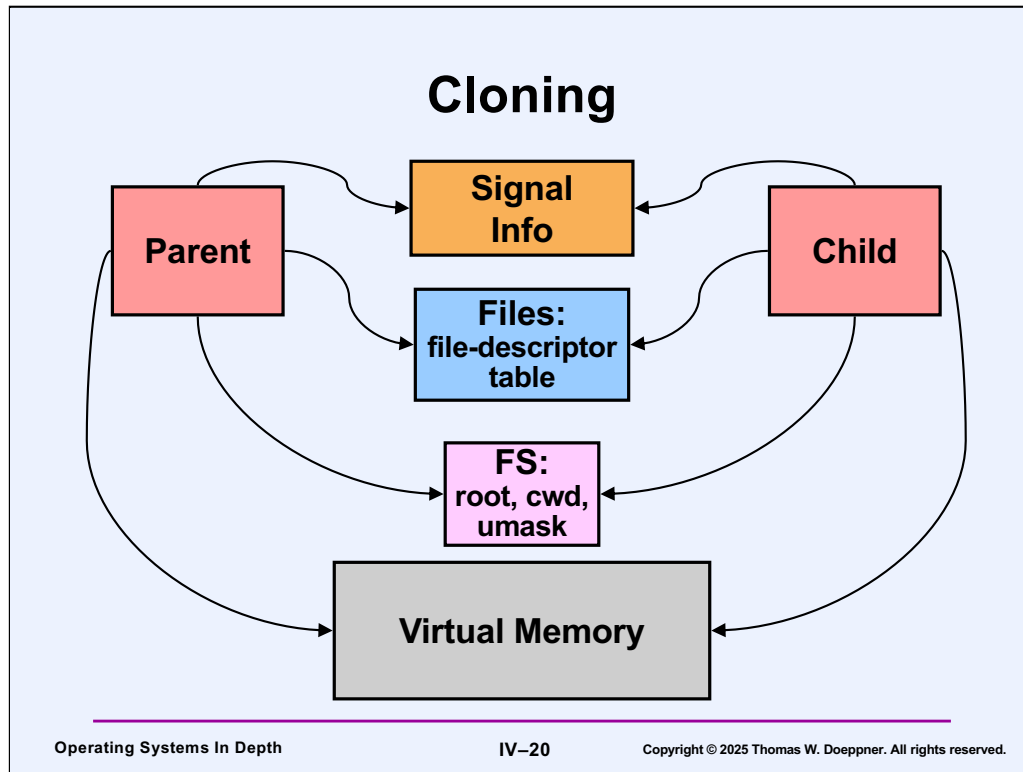 Cloning
Signal
Info
Parent
Child
Files:
file-descriptor
table
FS:
root, cwd,
umask
Virtual Memory
Operating Systems In Depth
IV–20
Copyright © 2025 Thomas W. Doeppner. All rights reserved.